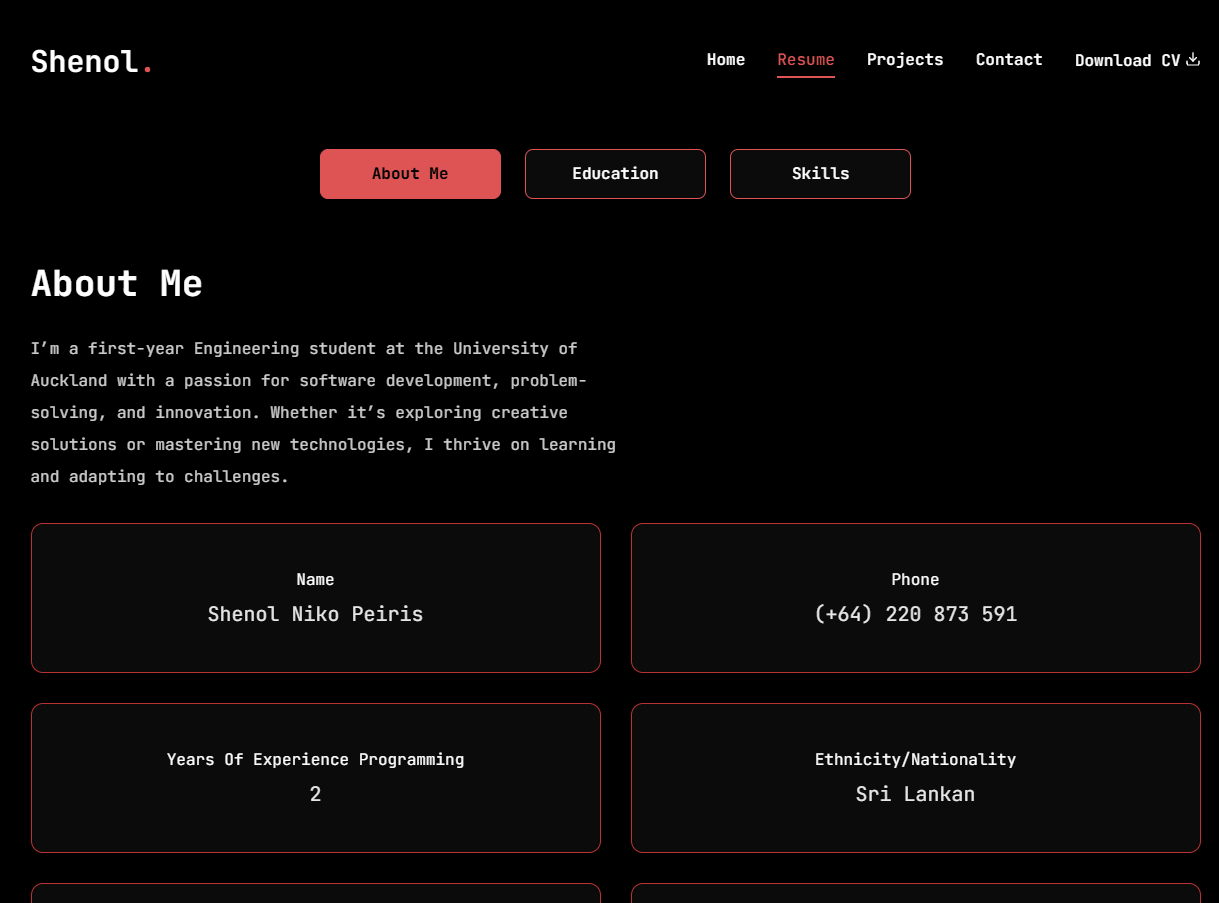 Shenol.
Home Resume Projects Contact Download CV
About Me Education Skills
About Me
I’m a first-year Engineering student at the University of
Auckland with a passion for software development, problem-
solving, and innovation. Whether it’s exploring creative
solutions or mastering new technologies, I thrive on learning
and adapting to challenges.
Name
Shenol Niko Peiris
Phone
(+64) 220 873 591
Years Of Experience Programming
2
Ethnicity/Nationality
Sri Lankan